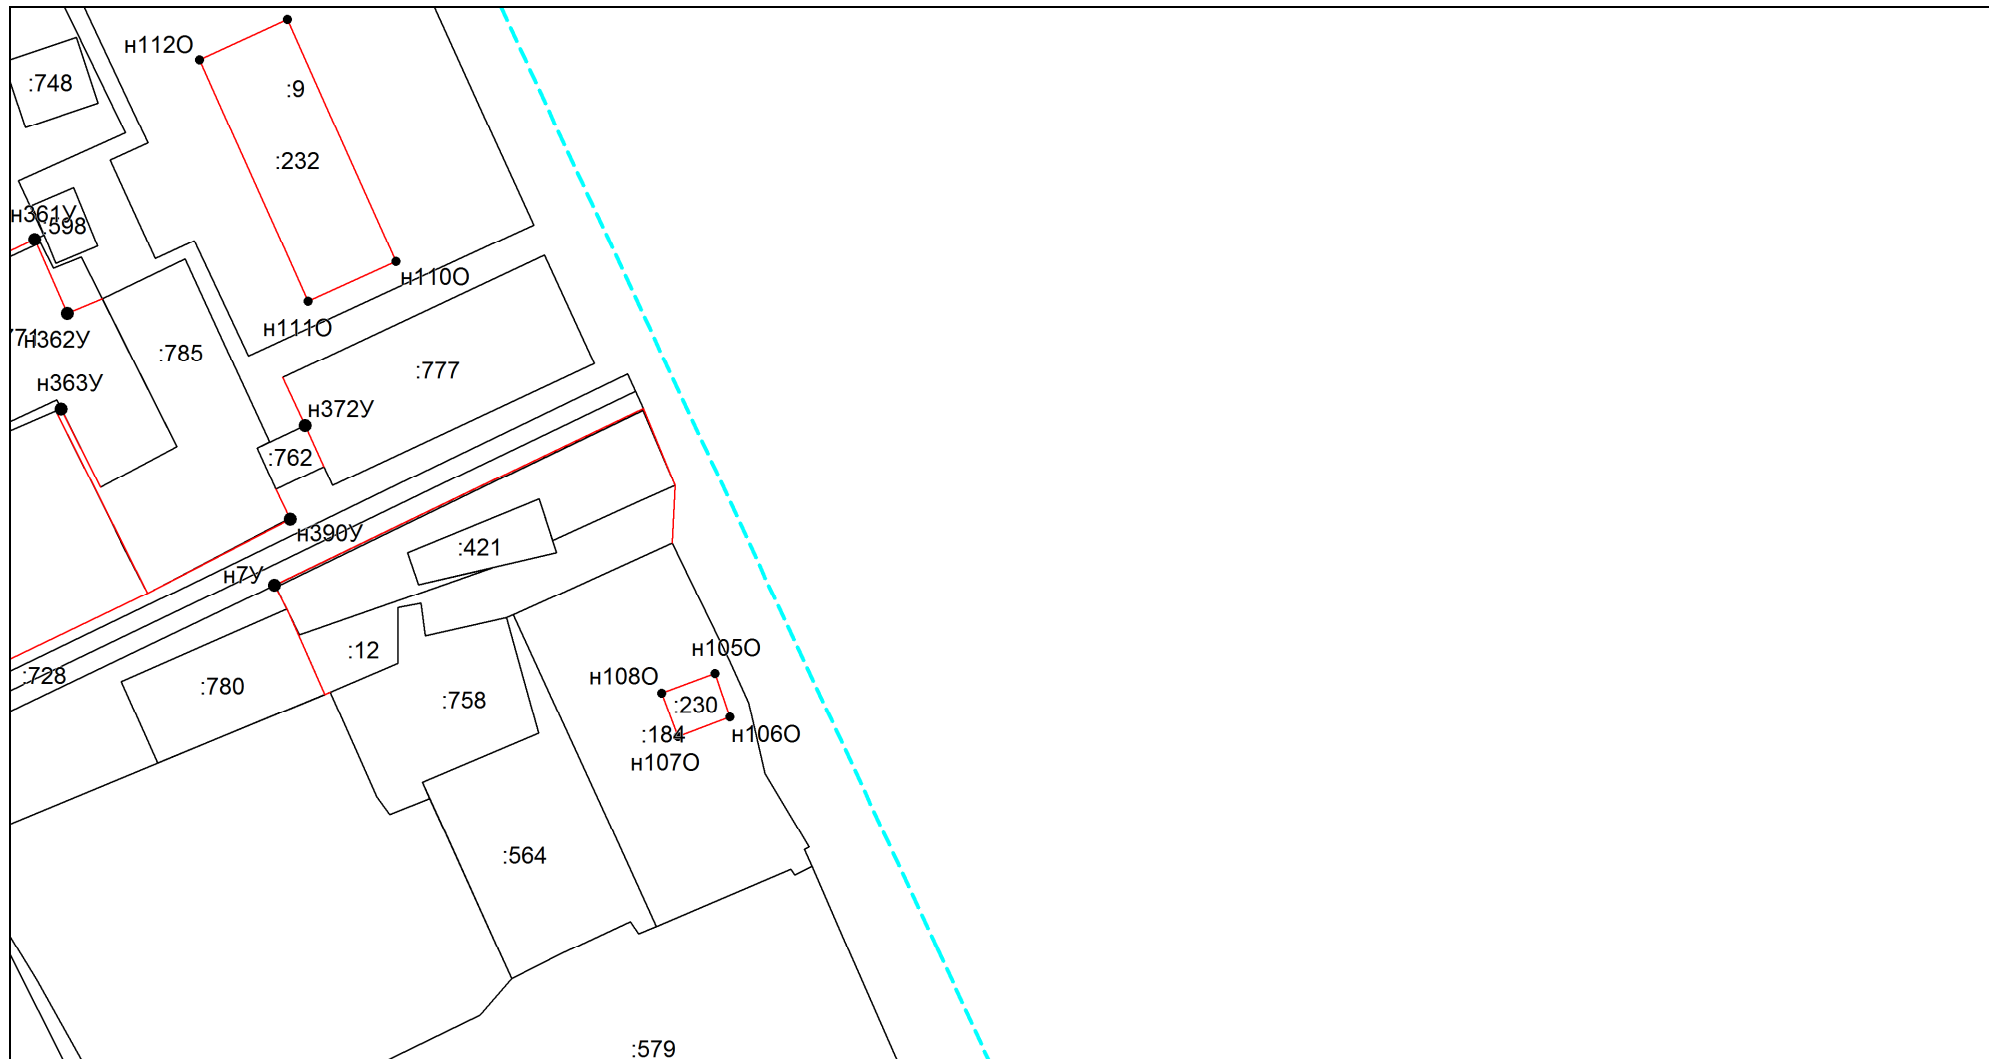 н112О
:748
:9
:232
н361У
:598
н110О
н111О
н362У
:785
:777
н363У
н372У
:762
н390У
:421
н7У
:12
н105О
:728
:780
н108О
:758
:230
:184
н106О
н107О
:564
:579